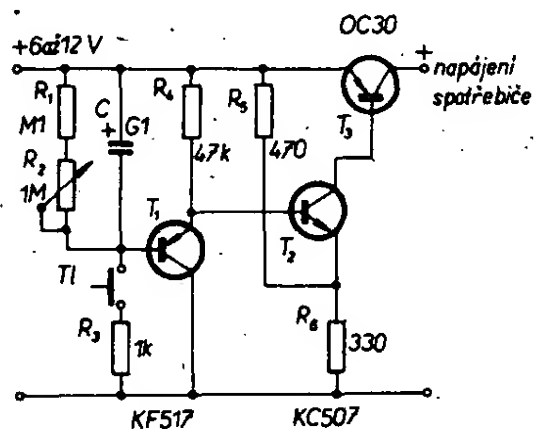 OC30
+6až12 V
+
napájení
spotřebiče
R1
M1
C
+
G1
R4
47k
R5
470
T3
R2
1M
T1
T2
Tl
R3
1k
R6
330
KF517
KC507